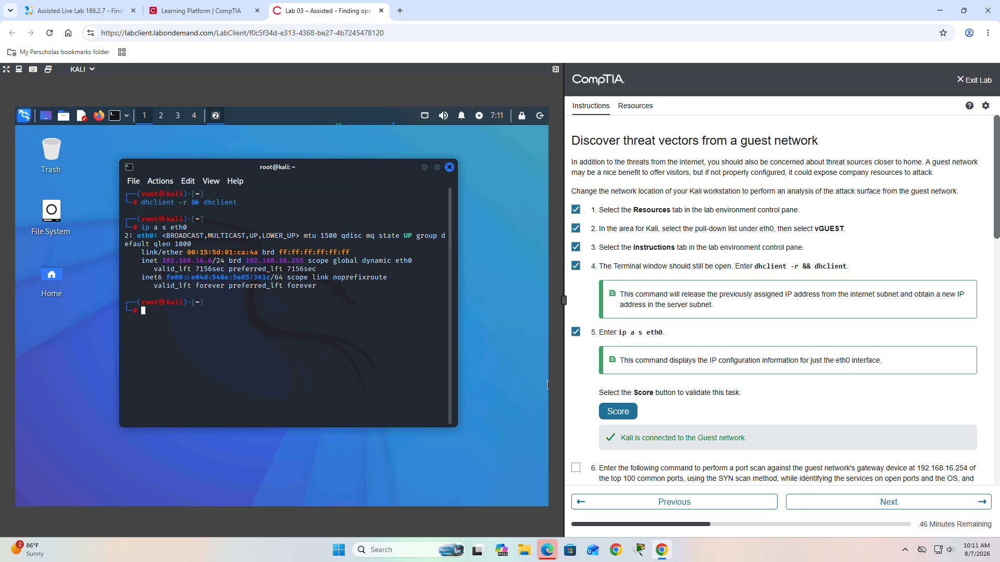 Assisted Live Lab 186.2.7 - Findi
Learning Platform | CompTIA
Lab 03 – Assisted - Finding ope
https://labclient.labondemand.com/LabClient/f0c5f34d-e313-4368-be27-4b7245478120
My Perscholas bookmarks folder
KALI
CompTIA.
Exit Lab
Instructions Resources
1 2 3 4
7:11
Trash
File System
Home
root@kali: ~
File Actions Edit View Help
┌──(root㉿kali)-[~]
└─# dhclient -r && dhclient
┌──(root㉿kali)-[~]
└─# ip a s eth0
2: eth0: <BROADCAST,MULTICAST,UP,LOWER_UP> mtu 1500 qdisc mq state UP group d
efault qlen 1000
link/ether 00:15:5d:01:ca:4a brd ff:ff:ff:ff:ff:ff
inet 192.168.16.6/24 brd 192.168.16.255 scope global dynamic eth0
valid_lft 7156sec preferred_lft 7156sec
inet6 fe80::e04d:540e:5e85:361c/64 scope link noprefixroute
valid_lft forever preferred_lft forever
┌──(root㉿kali)-[~]
└─#
Discover threat vectors from a guest network
In addition to the threats from the internet, you should also be concerned about threat sources closer to home. A guest network
may be a nice benefit to offer visitors, but if not properly configured, it could expose company resources to attack.
Change the network location of your Kali workstation to perform an analysis of the attack surface from the guest network.
1. Select the Resources tab in the lab environment control pane.
2. In the area for Kali, select the pull-down list under eth0, then select vGUEST.
3. Select the Instructions tab in the lab environment control pane.
4. The Terminal window should still be open. Enter dhclient -r && dhclient.
This command will release the previously assigned IP address from the internet subnet and obtain a new IP
address in the server subnet.
5. Enter ip a s eth0.
This command displays the IP configuration information for just the eth0 interface.
Select the Score button to validate this task.
Score
Kali is connected to the Guest network.
6. Enter the following command to perform a port scan against the guest network's gateway device at 192.168.16.254 of
the top 100 common ports, using the SYN scan method, while identifying the services on open ports and the OS, and
Previous
Next
46 Minutes Remaining
2
86°F
Sunny
Search
M365
10:11 AM
8/7/2026